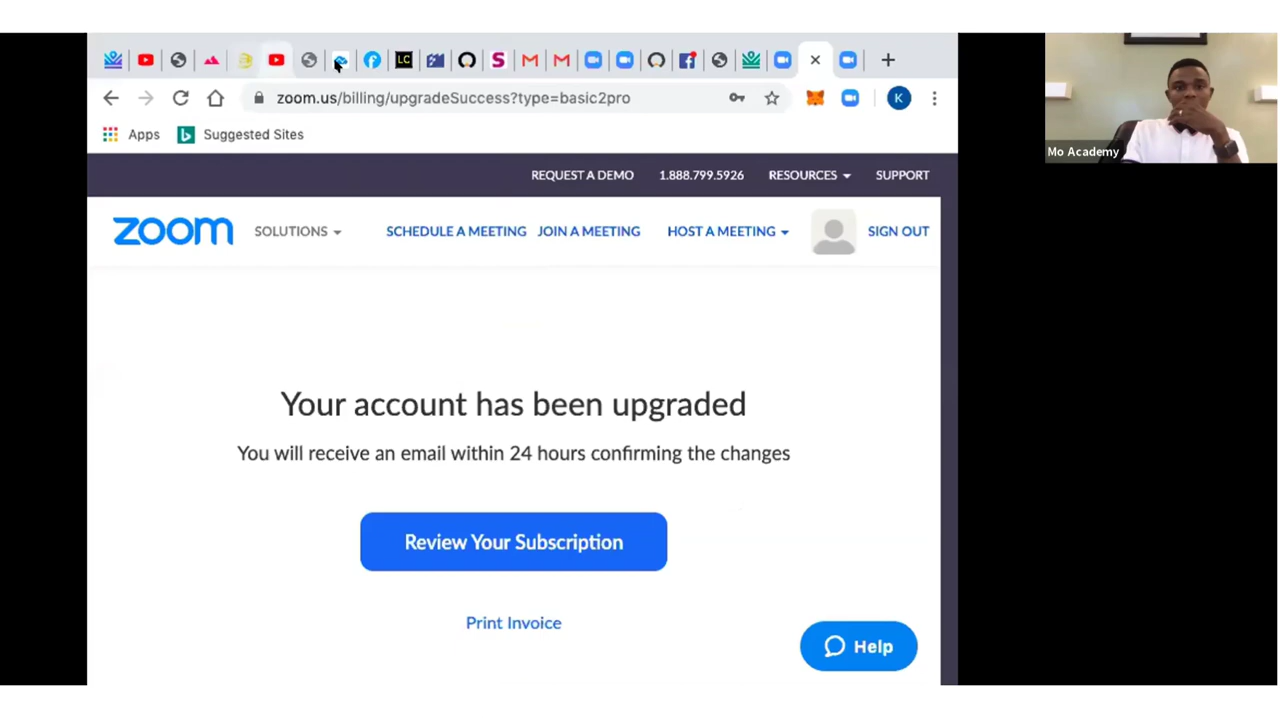 LC
S
zoom.us/billing/upgradeSuccess?type=basic2pro
K
Apps
Suggested Sites
REQUEST A DEMO 1.888.799.5926 RESOURCES SUPPORT
zoom SOLUTIONS SCHEDULE A MEETING JOIN A MEETING HOST A MEETING SIGN OUT
Your account has been upgraded
You will receive an email within 24 hours confirming the changes
Review Your Subscription
Print Invoice
Help
Mo Academy